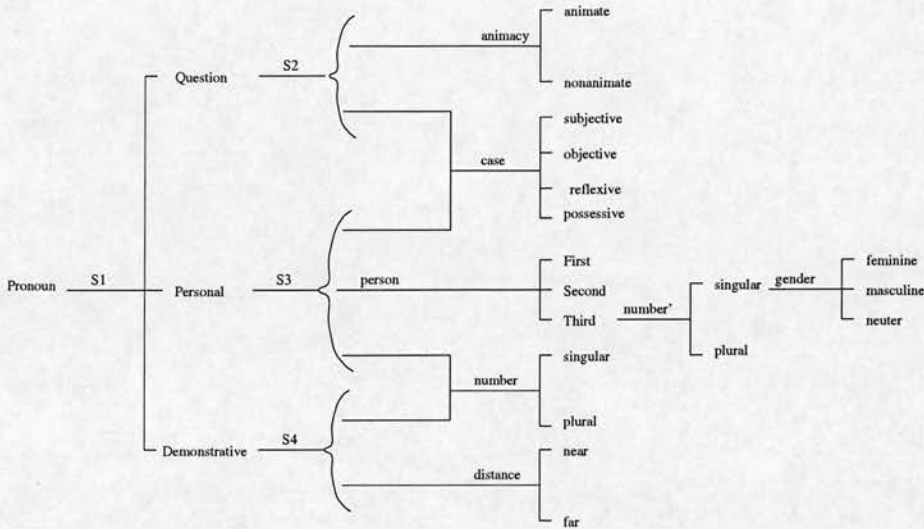 animate
animacy
Question
S2
nonanimate
subjective
case
objective
reflexive
possessive
Pronoun
S1
Personal
S3
person
First
Second
Third
number'
singular
gender
feminine
masculine
neuter
plural
singular
number
plural
Demonstrative
S4
near
distance
far